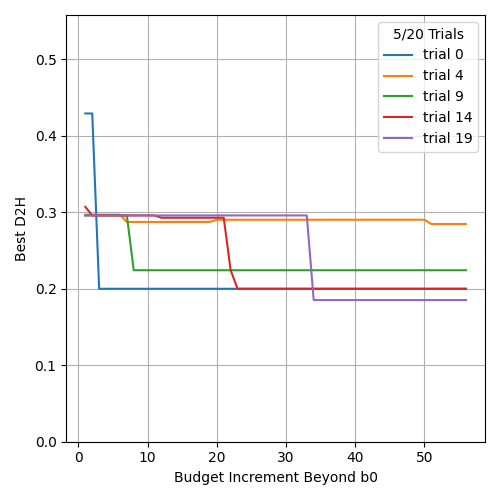 5/20 Trials
trial 0
trial 4
trial 9
trial 14
trial 19
Best D2H
0.5
0.4
0.3
0.2
0.1
0.0
0 10 20 30 40 50
Budget Increment Beyond b0